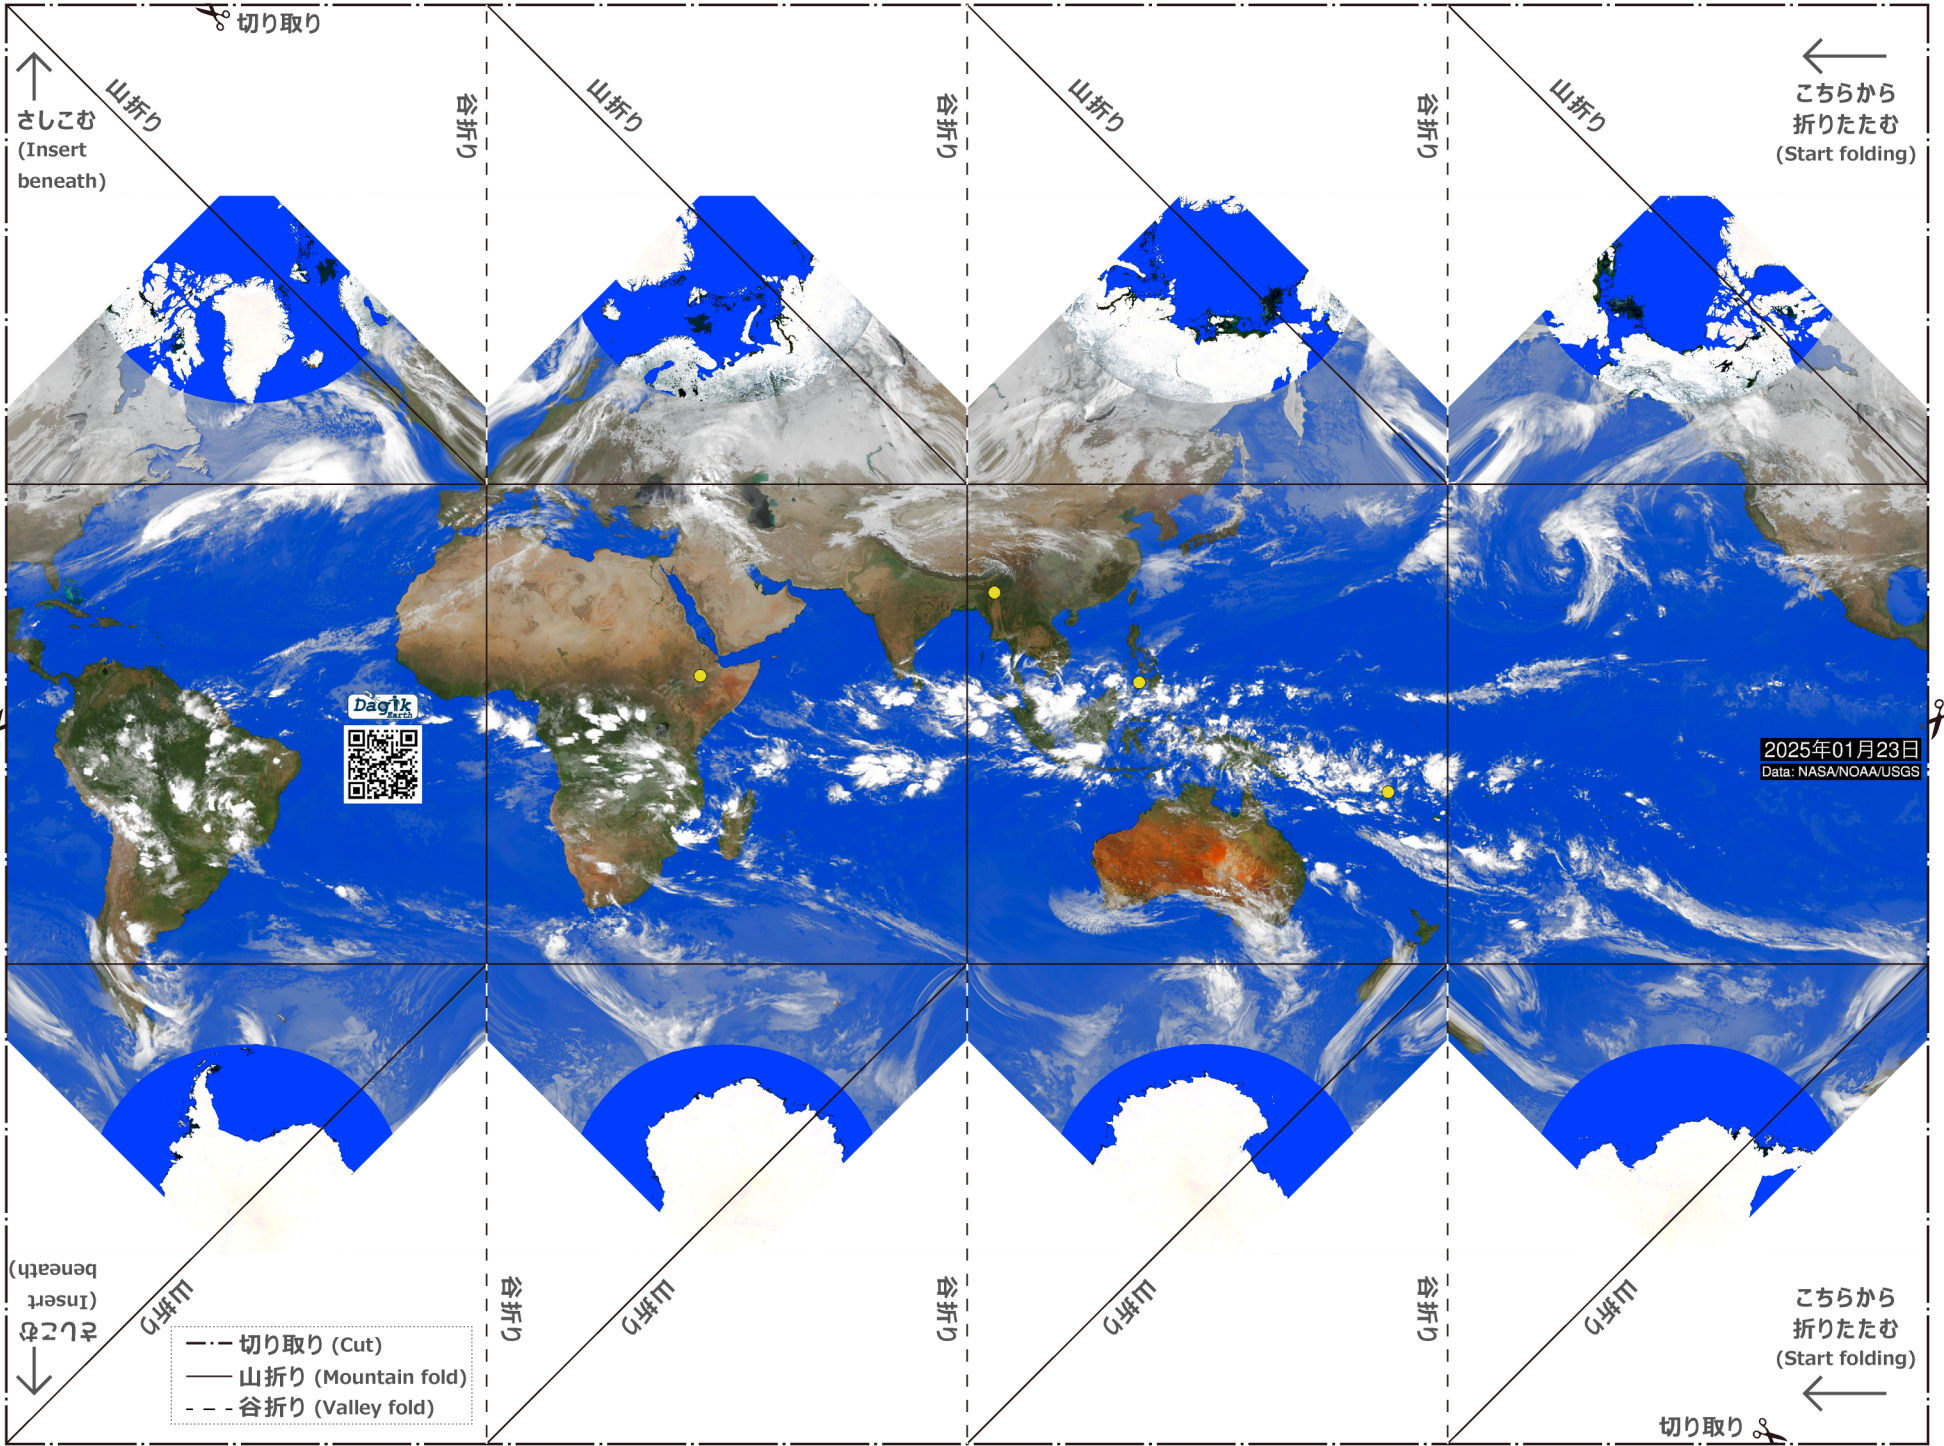 切り取り
山折り
谷折り
山折り
谷折り
山折り
谷折り
山折り
さしこむ
(Insert
beneath)
こちらから
折りたたむ
(Start folding)
Dagik
Earth
2025年01月23日
Data: NASA/NOAA/USGS
さしこむ
(Insert
beneath)
山折り
谷折り
山折り
谷折り
山折り
谷折り
山折り
切り取り (Cut)
山折り (Mountain fold)
谷折り (Valley fold)
こちらから
折りたたむ
(Start folding)
切り取り